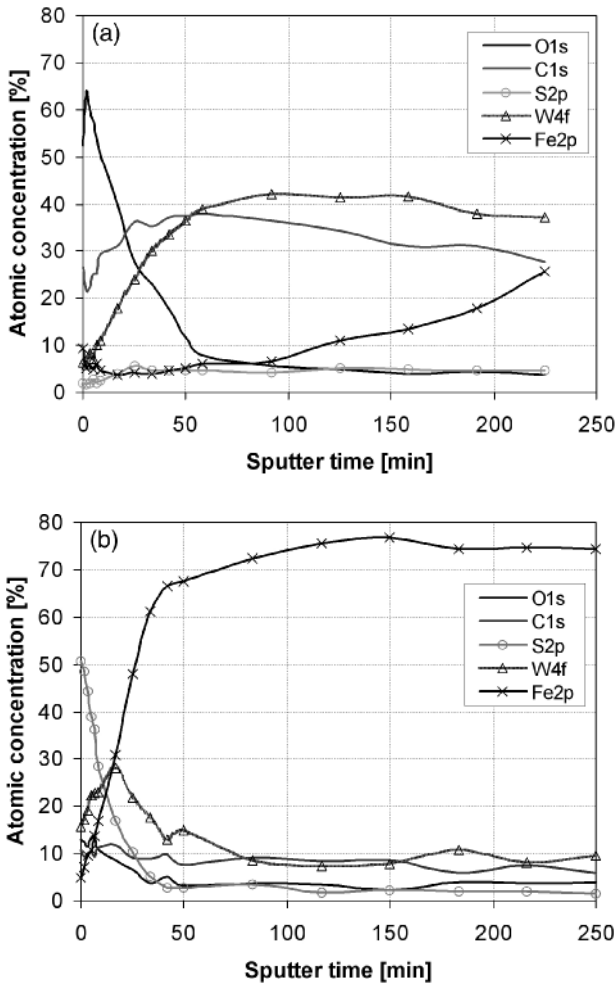 (a)
O1s
C1s
S2p
W4f
Fe2p
Atomic concentration [%]
80
70
60
50
40
30
20
10
0
0 50 100 150 200 250
Sputter time [min]
(b)
O1s
C1s
S2p
W4f
Fe2p
Atomic concentration [%]
80
70
60
50
40
30
20
10
0
0 50 100 150 200 250
Sputter time [min]